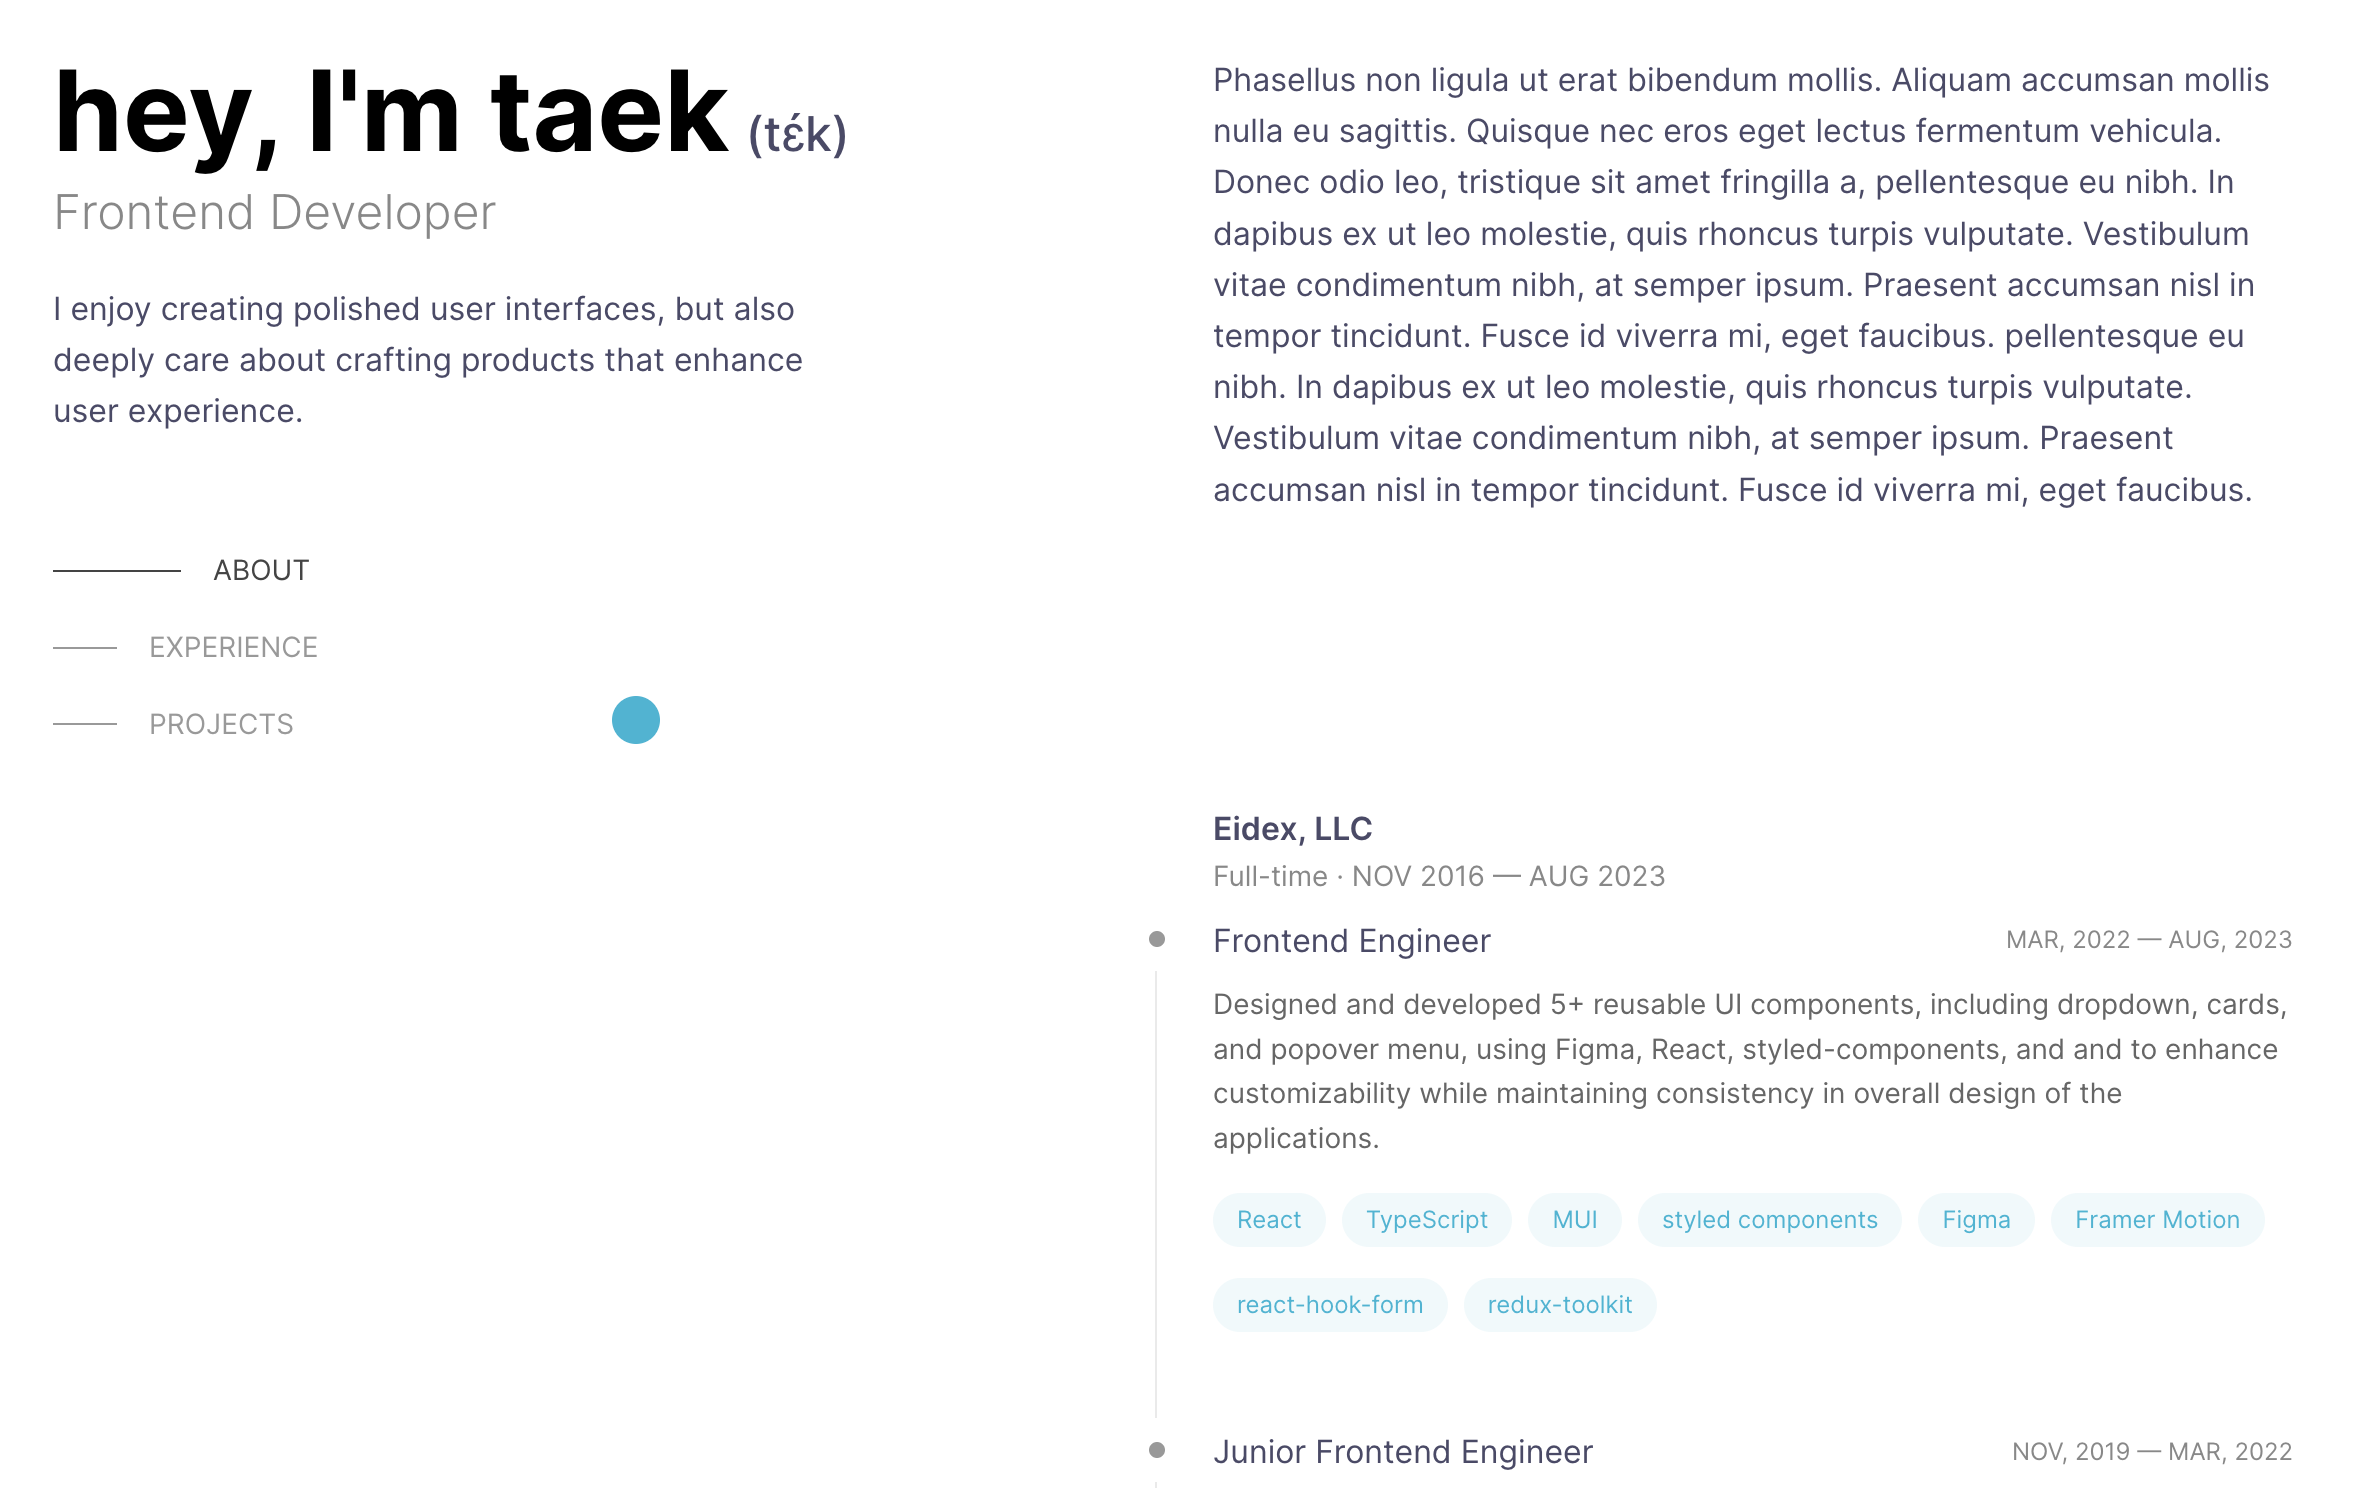 hey, I'm taek (tέk)
Frontend Developer
I enjoy creating polished user interfaces, but also
deeply care about crafting products that enhance
user experience.
ABOUT
EXPERIENCE
PROJECTS
Phasellus non ligula ut erat bibendum mollis. Aliquam accumsan mollis
nulla eu sagittis. Quisque nec eros eget lectus fermentum vehicula.
Donec odio leo, tristique sit amet fringilla a, pellentesque eu nibh. In
dapibus ex ut leo molestie, quis rhoncus turpis vulputate. Vestibulum
vitae condimentum nibh, at semper ipsum. Praesent accumsan nisl in
tempor tincidunt. Fusce id viverra mi, eget faucibus. pellentesque eu
nibh. In dapibus ex ut leo molestie, quis rhoncus turpis vulputate.
Vestibulum vitae condimentum nibh, at semper ipsum. Praesent
accumsan nisl in tempor tincidunt. Fusce id viverra mi, eget faucibus.
Eidex, LLC
Full-time · NOV 2016 — AUG 2023
Frontend Engineer MAR, 2022 — AUG, 2023
Designed and developed 5+ reusable UI components, including dropdown, cards,
and popover menu, using Figma, React, styled-components, and and to enhance
customizability while maintaining consistency in overall design of the
applications.
React TypeScript MUI styled components Figma Framer Motion
react-hook-form redux-toolkit
Junior Frontend Engineer NOV, 2019 — MAR, 2022